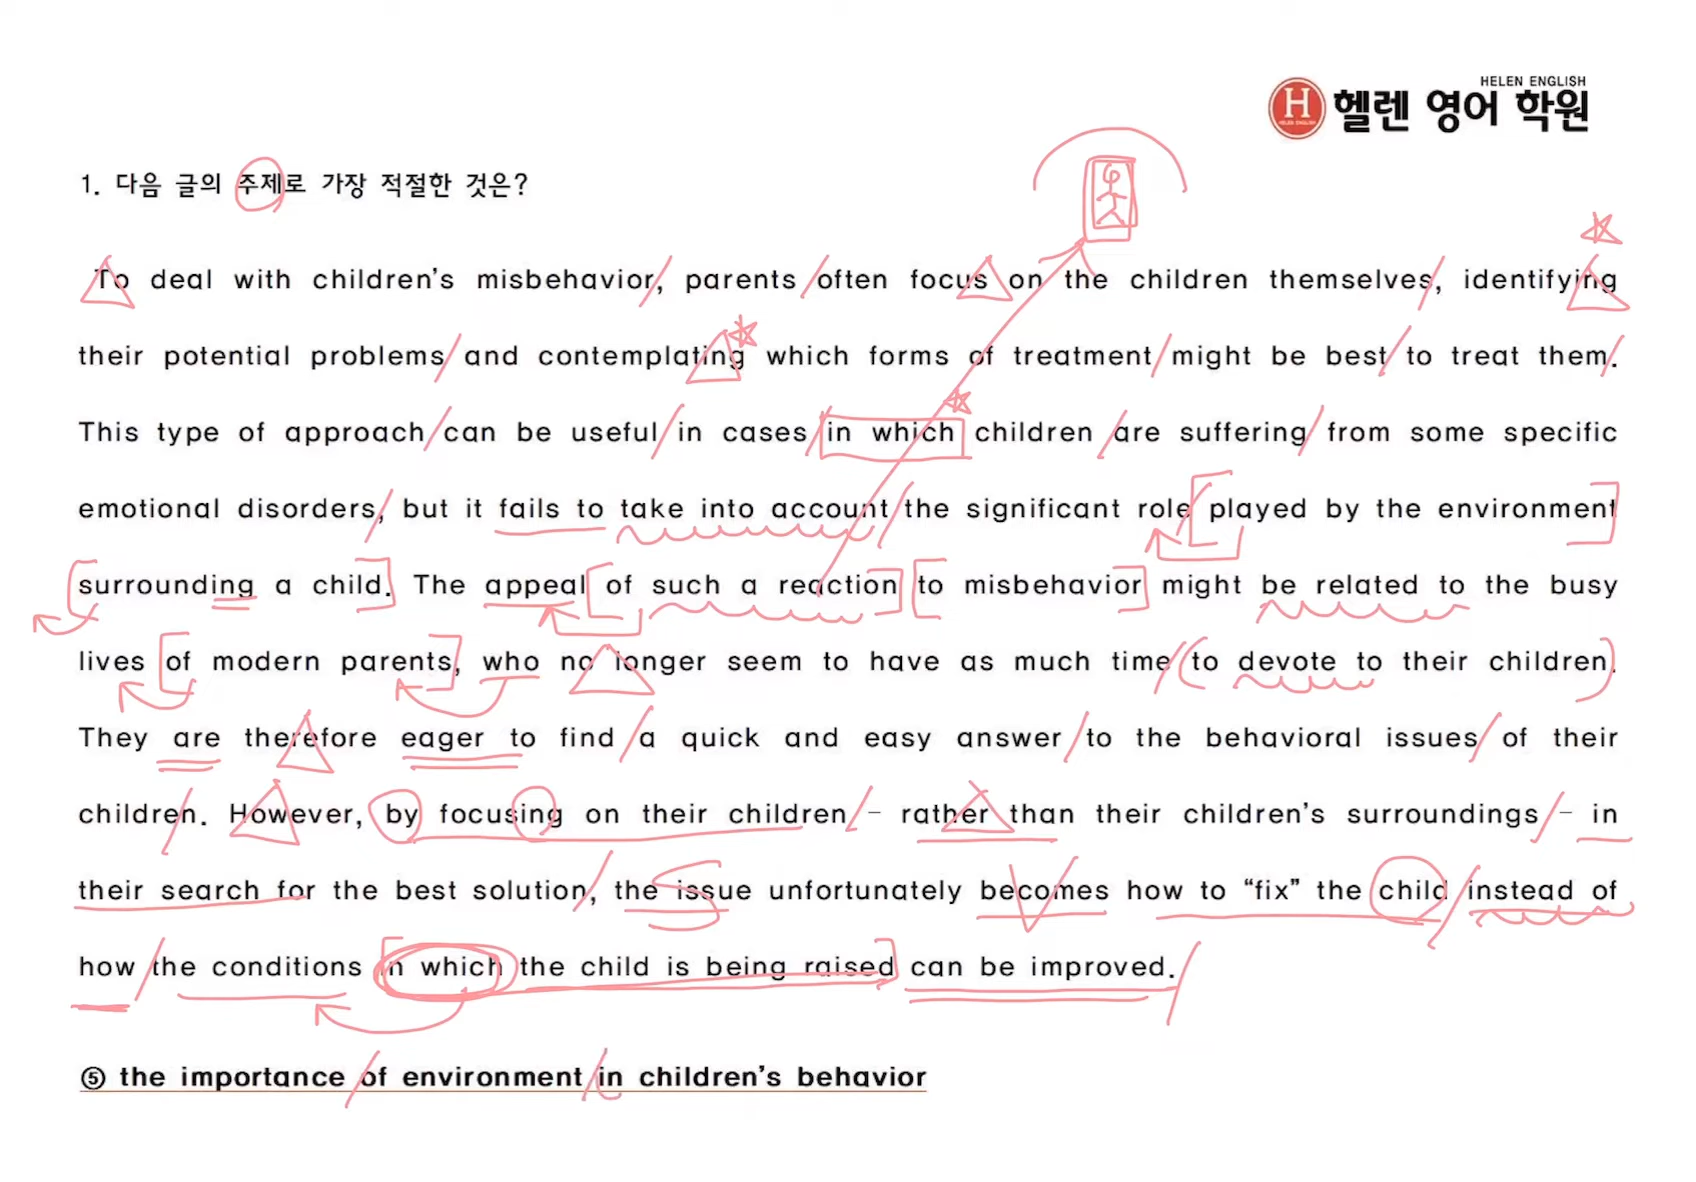 HELEN ENGLISH
H 헬렌 영어 학원
1. 다음 글의 주제로 가장 적절한 것은?
To deal with children's misbehavior, parents often focus on the children themselves, identifying
their potential problems and contemplating which forms of treatment might be best to treat them.
This type of approach can be useful in cases in which children are suffering from some specific
emotional disorders, but it fails to take into account the significant role played by the environment
surrounding a child. The appeal of such a reaction to misbehavior might be related to the busy
lives of modern parents, who no longer seem to have as much time to devote to their children.
They are therefore eager to find a quick and easy answer to the behavioral issues of their
children. However, by focusing on their children – rather than their children's surroundings – in
their search for the best solution, the issue unfortunately becomes how to “fix” the child instead of
how the conditions in which the child is being raised can be improved.
⑤ the importance of environment in children's behavior